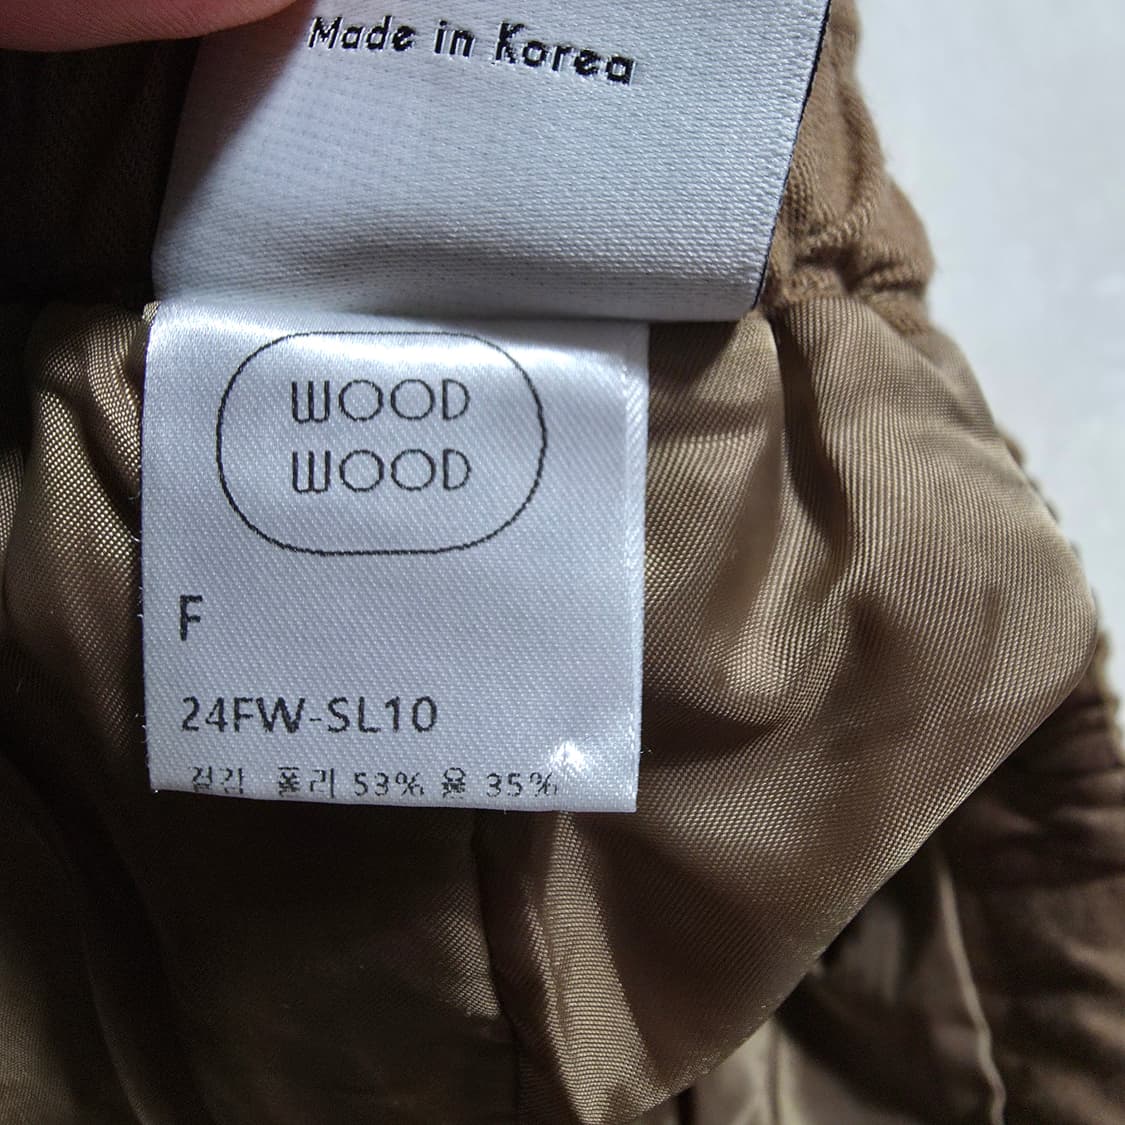 Made in Korea
WOOD
WOOD
F
24FW-SL10
겉감 폴리 53% 울 35%